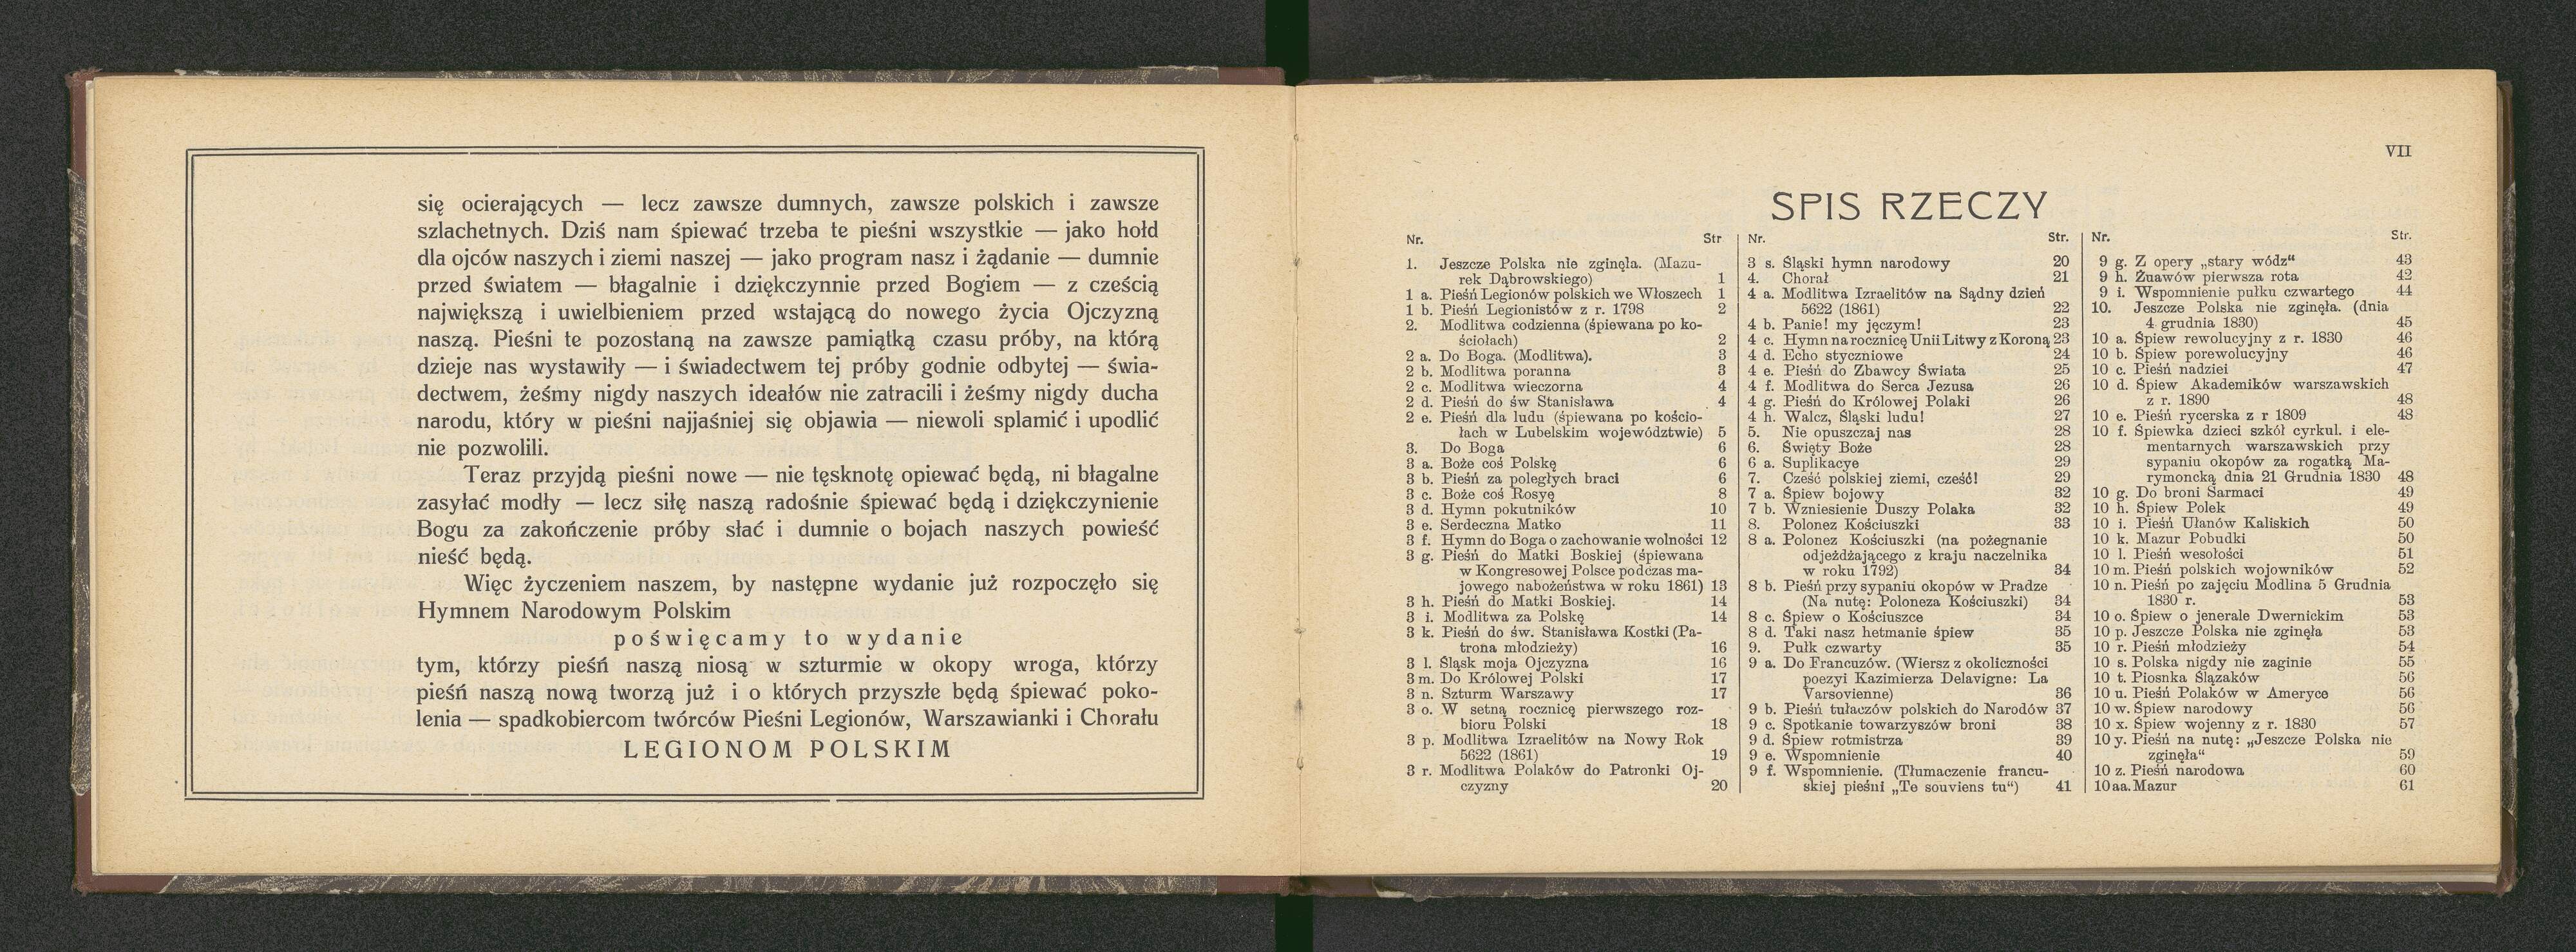 się ocierających — lecz zawsze dumnych, zawsze polskich i zawsze
szlachetnych. Dziś nam śpiewać trzeba te pieśni wszystkie — jako hołd
dla ojców naszych i ziemi naszej — jako program nasz i żądanie — dumnie
przed światem — błagalnie i dziękczynnie przed Bogiem — z cześcią
największą i uwielbieniem przed wstającą do nowego życia Ojczyzną
naszą. Pieśni te pozostaną na zawsze pamiątką czasu próby, na którą
dzieje nas wystawiły — i świadectwem tej próby godnie odbytej — świa-
dectwem, żeśmy nigdy naszych ideałów nie zatracili i żeśmy nigdy ducha
narodu, który w pieśni najjaśniej się objawia — niewoli splamić i upodlić
nie pozwolili.
Teraz przyjdą pieśni nowe — nie tęsknotę opiewać będą, ni błagalne
zasyłać modły — lecz siłę naszą radośnie śpiewać będą i dziękczynienie
Bogu za zakończenie próby słać i dumnie o bojach naszych powieść
nieść będą.
Więc życzeniem naszem, by następne wydanie już rozpoczęło się
Hymnem Narodowym Polskim
poświęcamy to wydanie
tym, którzy pieśń naszą niosą w szturmie w okopy wroga, którzy
pieśń naszą nową tworzą już i o których przyszłe będą śpiewać poko-
lenia — spadkobiercom twórców Pieśni Legionów, Warszawianki i Chorału
LEGIONOM POLSKIM
VII
SPIS RZECZY
Nr. Str
1. Jeszcze Polska nie zginęła. (Mazu-
rek Dąbrowskiego) 1
1 a. Pieśń Legionów polskich we Włoszech 1
1 b. Pieśń Legionistów z r. 1798 2
2. Modlitwa codzienna (śpiewana po ko-
ściołach) 2
2 a. Do Boga. (Modlitwa). 3
2 b. Modlitwa poranna 3
2 c. Modlitwa wieczorna 4
2 d. Pieśń do św Stanisława 4
2 e. Pieśń dla ludu (śpiewana po kościo-
łach w Lubelskim województwie) 5
3. Do Boga 6
3 a. Boże coś Polskę 6
3 b. Pieśń za poległych braci 6
3 c. Boże coś Rosyę 8
3 d. Hymn pokutników 10
3 e. Serdeczna Matko 11
3 f. Hymn do Boga o zachowanie wolności 12
3 g. Pieśń do Matki Boskiej (śpiewana
w Kongresowej Polsce podczas ma-
jowego nabożeństwa w roku 1861) 13
3 h. Pieśń do Matki Boskiej. 14
3 i. Modlitwa za Polskę 14
3 k. Pieśń do św. Stanisława Kostki (Pa-
trona młodzieży) 16
3 l. Śląsk moja Ojczyzna 16
3 m. Do Królowej Polski 17
3 n. Szturm Warszawy 17
3 o. W setną rocznicę pierwszego roz-
bioru Polski 18
3 p. Modlitwa Izraelitów na Nowy Rok
5622 (1861) 19
3 r. Modlitwa Polaków do Patronki Oj-
czyzny 20
Nr. Str.
3 s. Śląski hymn narodowy 20
4. Chorał 21
4 a. Modlitwa Izraelitów na Sądny dzień
5622 (1861) 22
4 b. Panie! my jęczym! 23
4 c. Hymn na rocznicę Unii Litwy z Koroną 23
4 d. Echo styczniowe 24
4 e. Pieśń do Zbawcy Świata 25
4 f. Modlitwa do Serca Jezusa 26
4 g. Pieśń do Królowej Polaki 26
4 h. Walcz, Śląski ludu! 27
5. Nie opuszczaj nas 28
6. Święty Boże 28
6 a. Suplikacye 29
7. Cześć polskiej ziemi, cześć! 29
7 a. Śpiew bojowy 32
7 b. Wzniesienie Duszy Polaka 32
8. Polonez Kościuszki 33
8 a. Polonez Kościuszki (na pożegnanie
odjeżdżającego z kraju naczelnika
w roku 1792) 34
8 b. Pieśń przy sypaniu okopów w Pradze
(Na nutę: Poloneza Kościuszki) 34
8 c. Śpiew o Kościuszce 34
8 d. Taki nasz hetmanie śpiew 35
9. Pułk czwarty 35
9 a. Do Francuzów. (Wiersz z okoliczności
poezyi Kazimierza Delavigne: La
Varsovienne) 36
9 b. Pieśń tułaczów polskich do Narodów 37
9 c. Spotkanie towarzyszów broni 38
9 d. Śpiew rotmistrza 39
9 e. Wspomnienie 40
9 f. Wspomnienie. (Tłumaczenie francu-
skiej pieśni „Te souviens tu“) 41
Nr. Str.
9 g. Z opery „stary wódz“ 43
9 h. Żuawów pierwsza rota 42
9 i. Wspomnienie pułku czwartego 44
10. Jeszcze Polska nie zginęła. (dnia
4 grudnia 1830) 45
10 a. Śpiew rewolucyjny z r. 1830 46
10 b. Śpiew porewolucyjny 46
10 c. Pieśń nadziei 47
10 d. Śpiew Akademików warszawskich
z r. 1890 48
10 e. Pieśń rycerska z r 1809 48
10 f. Śpiewka dzieci szkół cyrkul. i ele-
mentarnych warszawskich przy
sypaniu okopów za rogatką Ma-
rymoncką dnia 21 Grudnia 1830 48
10 g. Do broni Sarmaci 49
10 h. Śpiew Polek 49
10 i. Pieśń Ułanów Kaliskich 50
10 k. Mazur Pobudki 50
10 l. Pieśń wesołości 51
10 m. Pieśń polskich wojowników 52
10 n. Pieśń po zajęciu Modlina 5 Grudnia
1830 r. 53
10 o. Śpiew o jenerale Dwernickim 53
10 p. Jeszcze Polska nie zginęła 53
10 r. Pieśń młodzieży 54
10 s. Polska nigdy nie zaginie 55
10 t. Piosnka Ślązaków 56
10 u. Pieśń Polaków w Ameryce 56
10 w. Śpiew narodowy 56
10 x. Śpiew wojenny z r. 1830 57
10 y. Pieśń na nutę: „Jeszcze Polska nie
zginęła“ 59
10 z. Pieśń narodowa 60
10 aa. Mazur 61